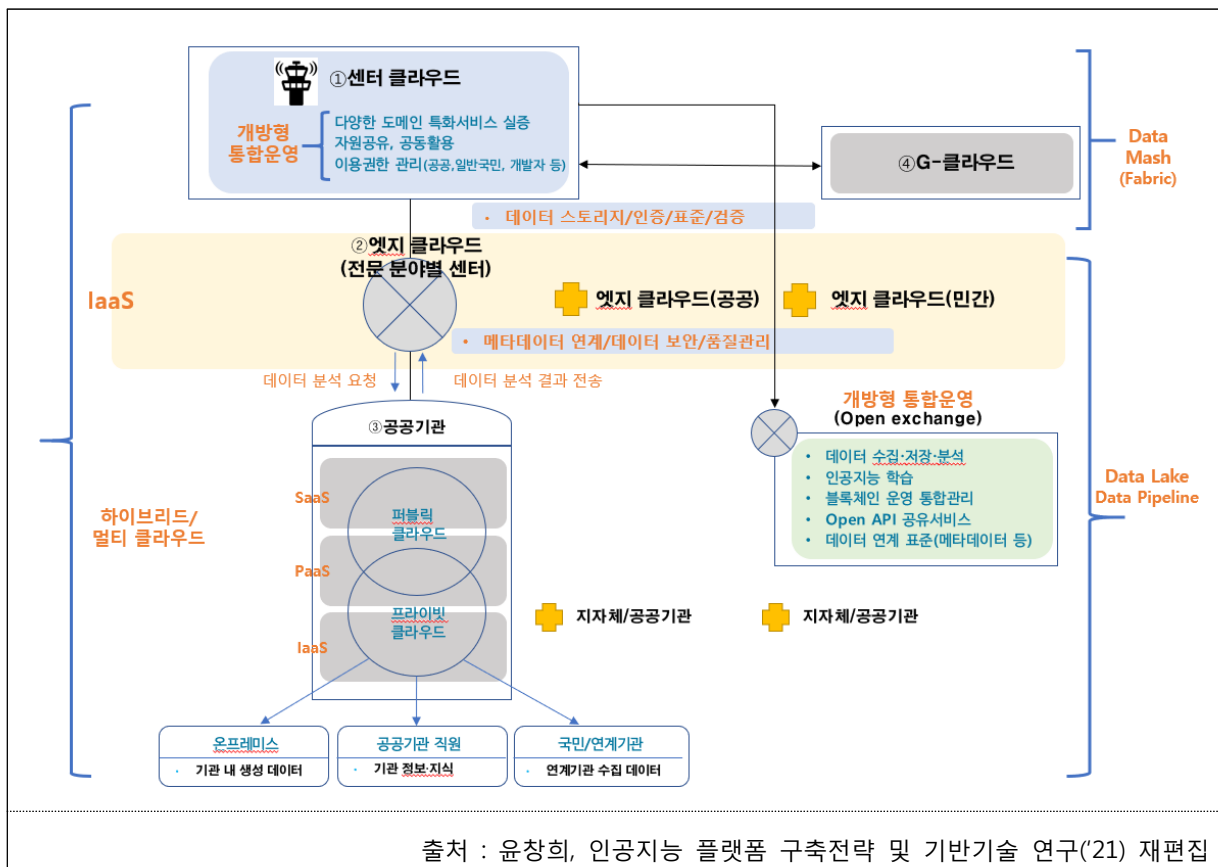 ①센터 클라우드
개방형
통합운영
다양한 도메인 특화서비스 실증
자원공유, 공동활용
이용권한 관리(공공,일반국민, 개발자 등)
④G-클라우드
Data
Mash
(Fabric)
• 데이터 스토리지/인증/표준/검증
②엣지 클라우드
(전문 분야별 센터)
IaaS
엣지 클라우드(공공)
엣지 클라우드(민간)
• 메타데이터 연계/데이터 보안/품질관리
데이터 분석 요청
데이터 분석 결과 전송
개방형 통합운영
(Open exchange)
③공공기관
• 데이터 수집·저장·분석
• 인공지능 학습
• 블록체인 운영 통합관리
• Open API 공유서비스
• 데이터 연계 표준(메타데이터 등)
Data Lake
Data Pipeline
하이브리드/
멀티 클라우드
SaaS
퍼블릭
클라우드
PaaS
프라이빗
클라우드
IaaS
지자체/공공기관
지자체/공공기관
온프레미스
· 기관 내 생성 데이터
공공기관 직원
· 기관 정보·지식
국민/연계기관
· 연계기관 수집 데이터
출처 : 윤창희, 인공지능 플랫폼 구축전략 및 기반기술 연구('21) 재편집